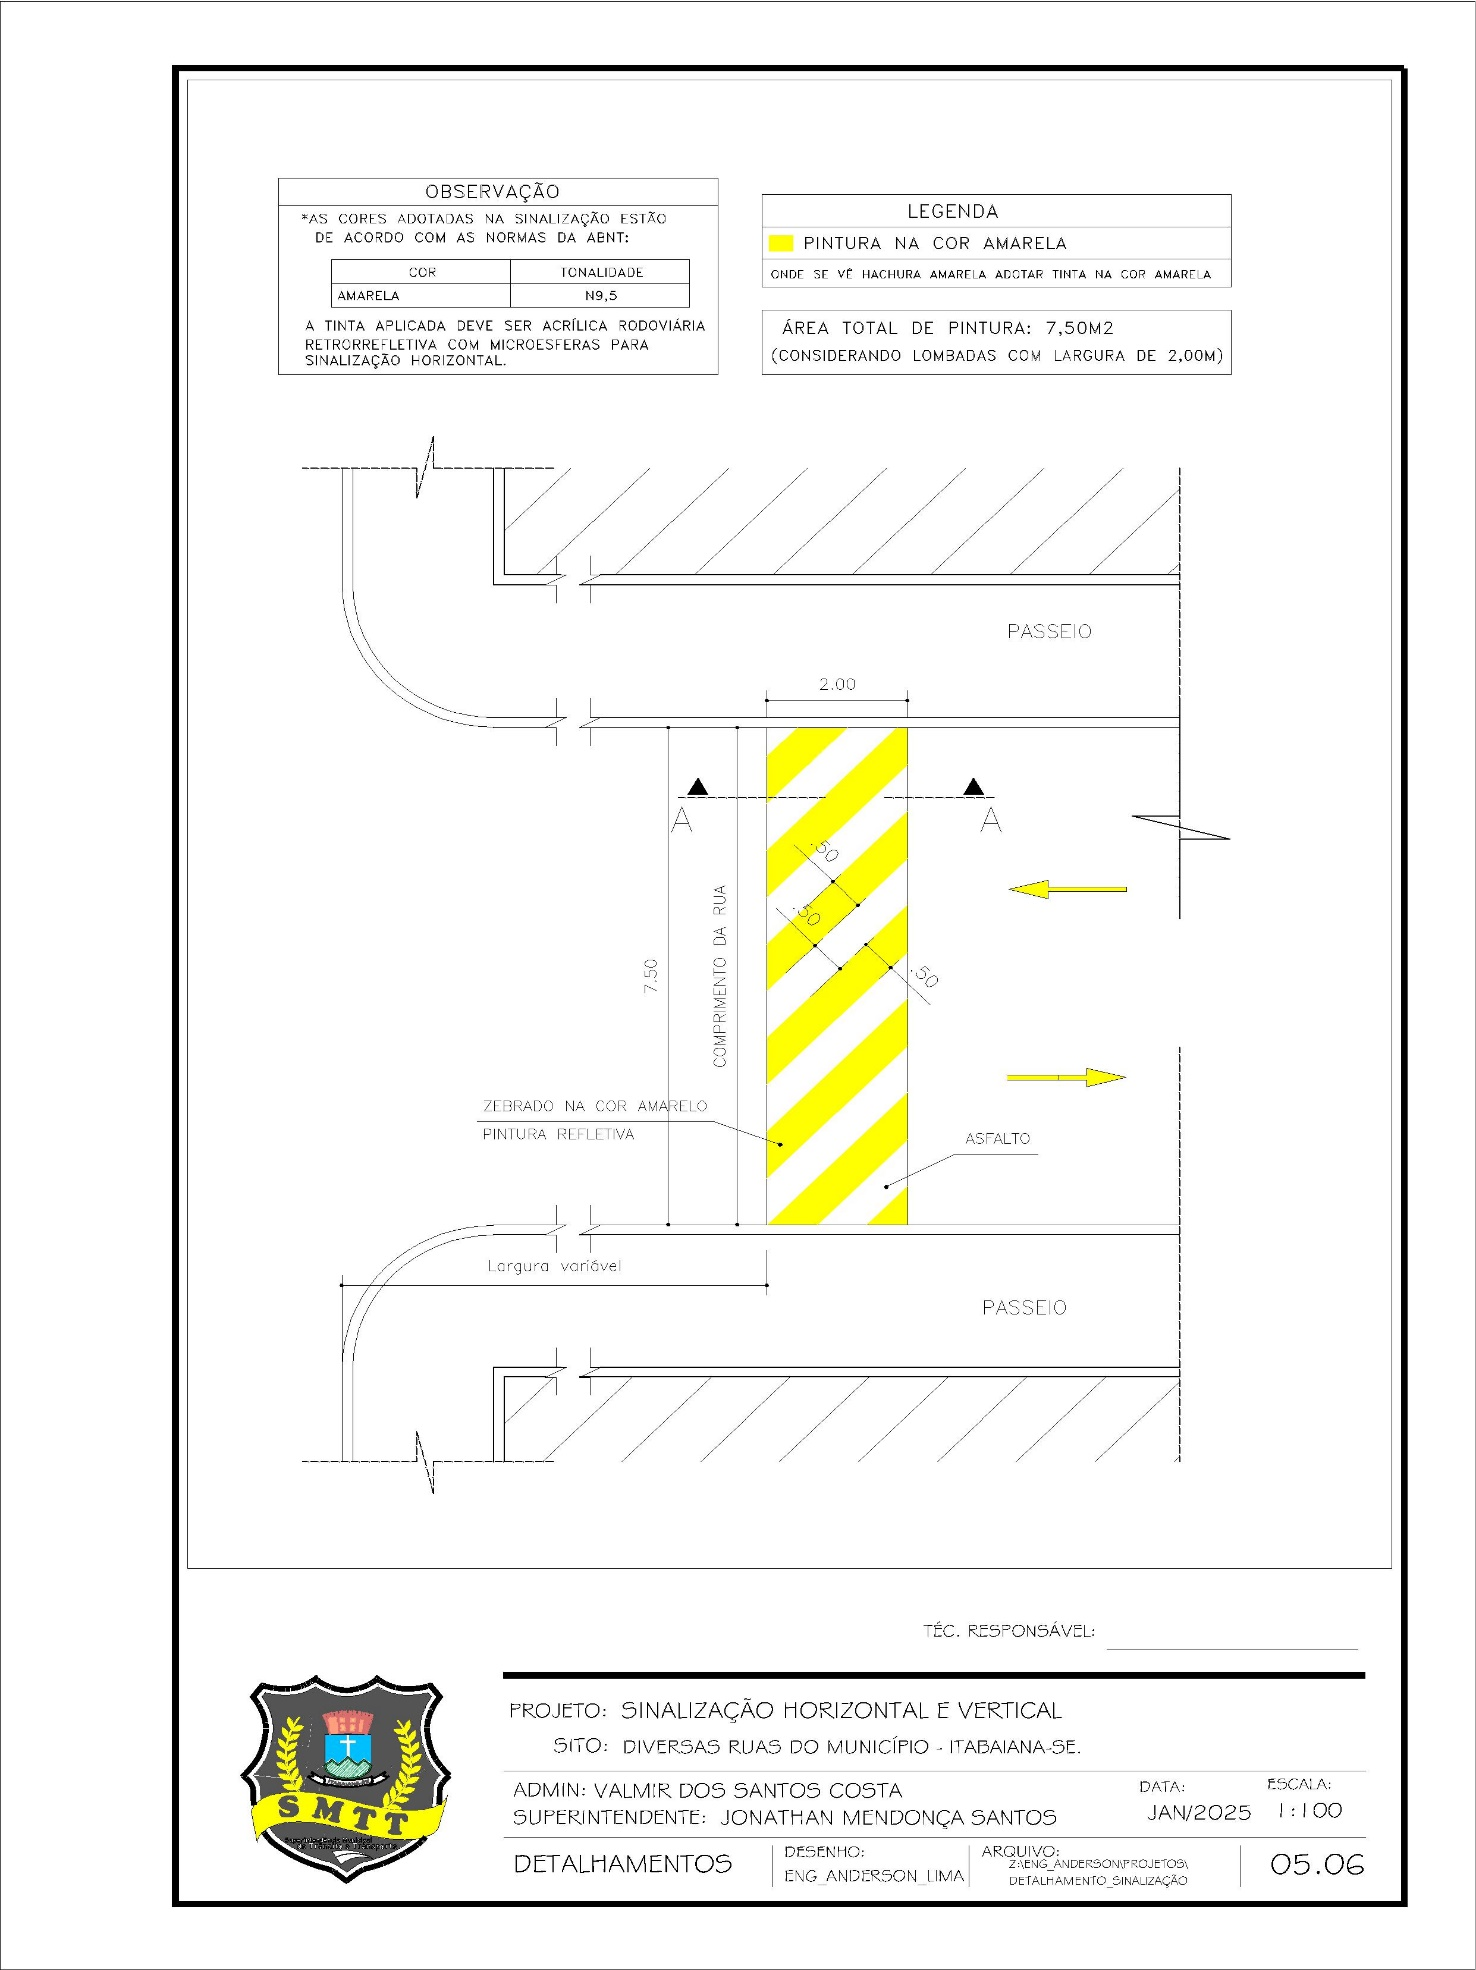 OBSERVAÇÃO
*AS CORES ADOTADAS NA SINALIZAÇÃO ESTÃO
DE ACORDO COM AS NORMAS DA ABNT:
COR TONALIDADE
AMARELA N9,5
A TINTA APLICADA DEVE SER ACRÍLICA RODOVIÁRIA
RETRORREFLETIVA COM MICROESFERAS PARA
SINALIZAÇÃO HORIZONTAL.
LEGENDA
PINTURA NA COR AMARELA
ONDE SE VÊ HACHURA AMARELA ADOTAR TINTA NA COR AMARELA
ÁREA TOTAL DE PINTURA: 7,50M2
(CONSIDERANDO LOMBADAS COM LARGURA DE 2,00M)
PASSEIO
2.00
A
A
.50
.50
.50
7.50
COMPRIMENTO DA RUA
ZEBRADO NA COR AMARELO
PINTURA REFLETIVA
ASFALTO
Largura variável
PASSEIO
TÉC. RESPONSÁVEL:
PROJETO: SINALIZAÇÃO HORIZONTAL E VERTICAL
SITO: DIVERSAS RUAS DO MUNICÍPIO - ITABAIANA-SE.
ADMIN: VALMIR DOS SANTOS COSTA
SUPERINTENDENTE: JONATHAN MENDONÇA SANTOS
DATA:
JAN/2025
ESCALA:
1:100
DETALHAMENTOS
DESENHO:
ENG_ANDERSON_LIMA
ARQUIVO:
Z:\ENG_ANDERSON\PROJETOS\
DETALHAMENTO_SINALIZAÇÃO
05.06
SMTT